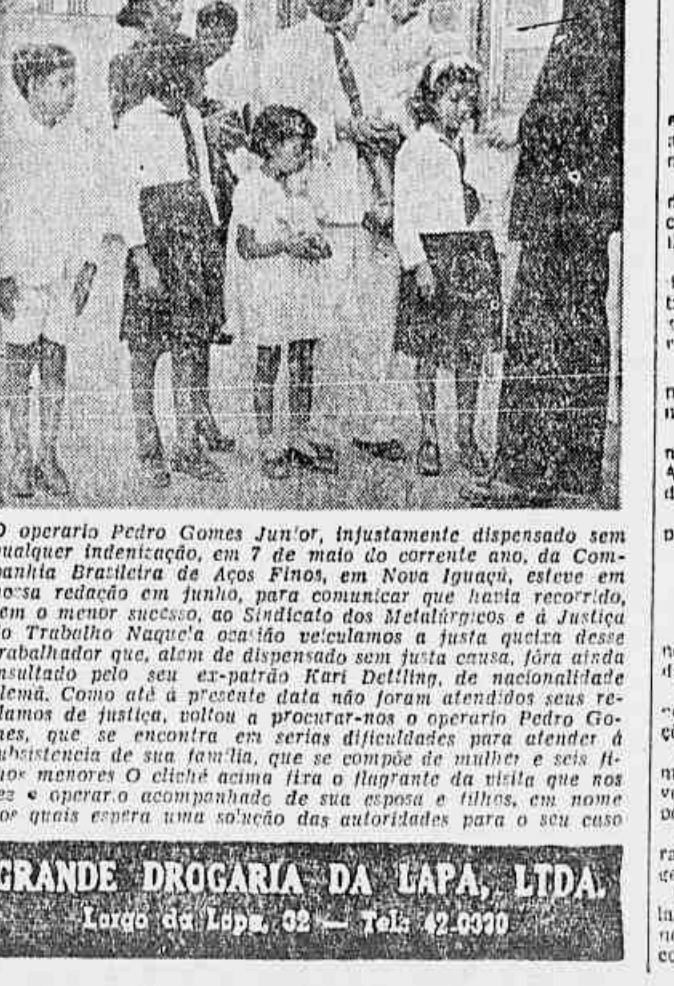 O operario Pedro Gomes Jun'or, injustamente dispensado sem
qualquer indenização, em 7 de maio do corrente ano, da Com-
panhia Brasileira de Aços Finos, em Nova Iguaçú, esteve em
nossa redação em junho, para comunicar que havia recorrido,
sem o menor sucesso, ao Sindicato dos Metalúrgicos e á Justiça
do Trabalho Naquela ocasião veiculamos a justa queixa desse
trabalhador que, alem de dispensado sem justa causa, fôra ainda
insultado pelo seu ex-patrão Karl Dettling, de nacionalidade
alemã. Como até á presente data não foram atendidos seus re-
clamos de justiça, voltou a procurar-nos o operario Pedro Go-
mes, que se encontra em serias dificuldades para atender á
subsistencia de sua familia, que se compõe de mulher e seis fi-
lhos menores O cliché acima fixa o flagrante da visita que nos
fez o operar.o acompanhado de sua esposa e filhos, em nome
dos quais espera uma solução das autoridades para o seu caso
GRANDE DROGARIA DA LAPA, LTDA.
Largo da Lapa, 32 — Tel: 42.0370